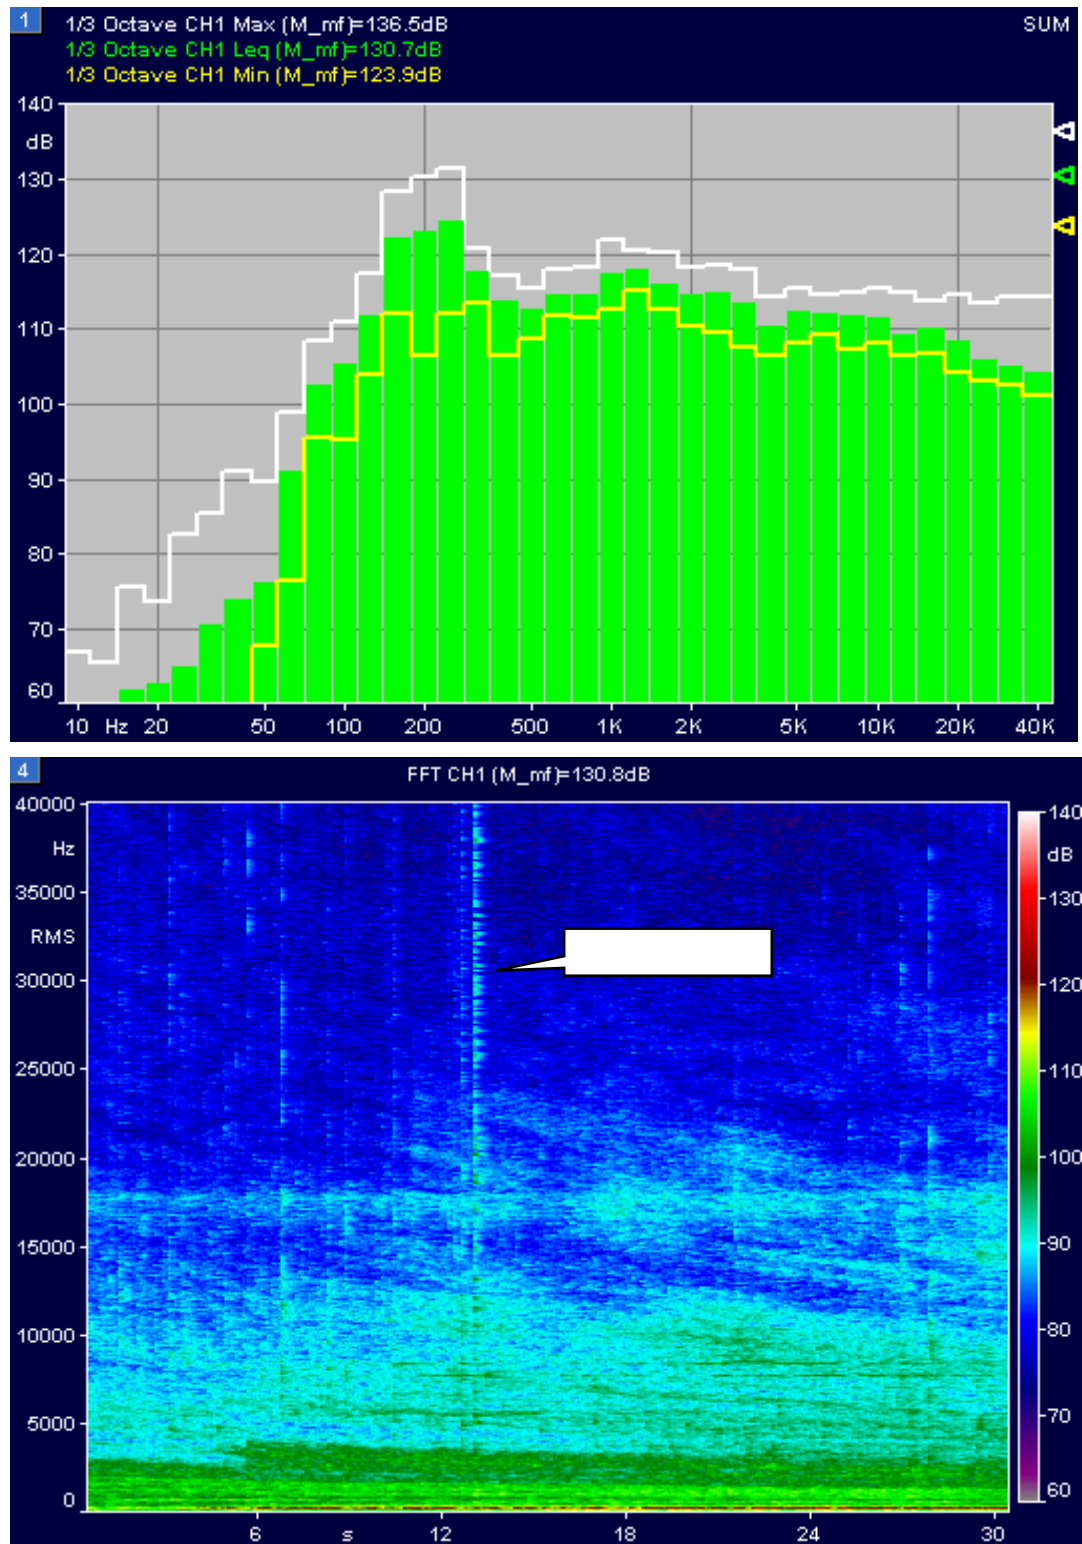 1
1/3 Octave CH1 Max (M_mf)=136.5dB
SUM
1/3 Octave CH1 Leq (M_mf)=130.7dB
1/3 Octave CH1 Min (M_mf)=123.9dB
140
dB
130
120
110
100
90
80
70
60
10 Hz 20 50 100 200 500 1K 2K 5K 10K 20K 40K
4
FFT CH1 (M_mf)=130.8dB
40000
Hz
35000
RMS
30000
25000
20000
15000
10000
5000
0
6 s 12 18 24 30
140
dB
130
120
110
100
90
80
70
60